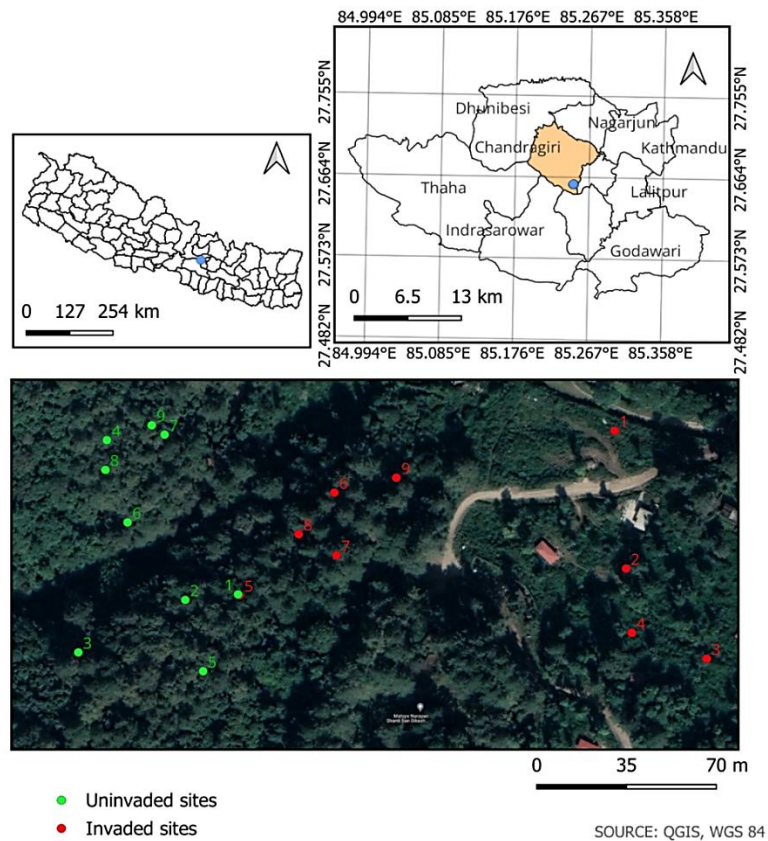 84.994°E 85.085°E 85.176°E 85.267°E 85.358°E
27.755°N
27.664°N
27.573°N
27.482°N
27.755°N
27.664°N
27.573°N
27.482°N
Dhunibesi
Nagarjun
Chandragiri
Kathmandu
Thaha
Lalitpur
Indrasarowar
Godawari
0 6.5 13 km
84.994°E 85.085°E 85.176°E 85.267°E 85.358°E
0 127 254 km
9
4
7
8
6
2
1
5
3
5
1
9
6
8
7
2
4
3
0 35 70 m
Uninvaded sites
Invaded sites
SOURCE: QGIS, WGS 84